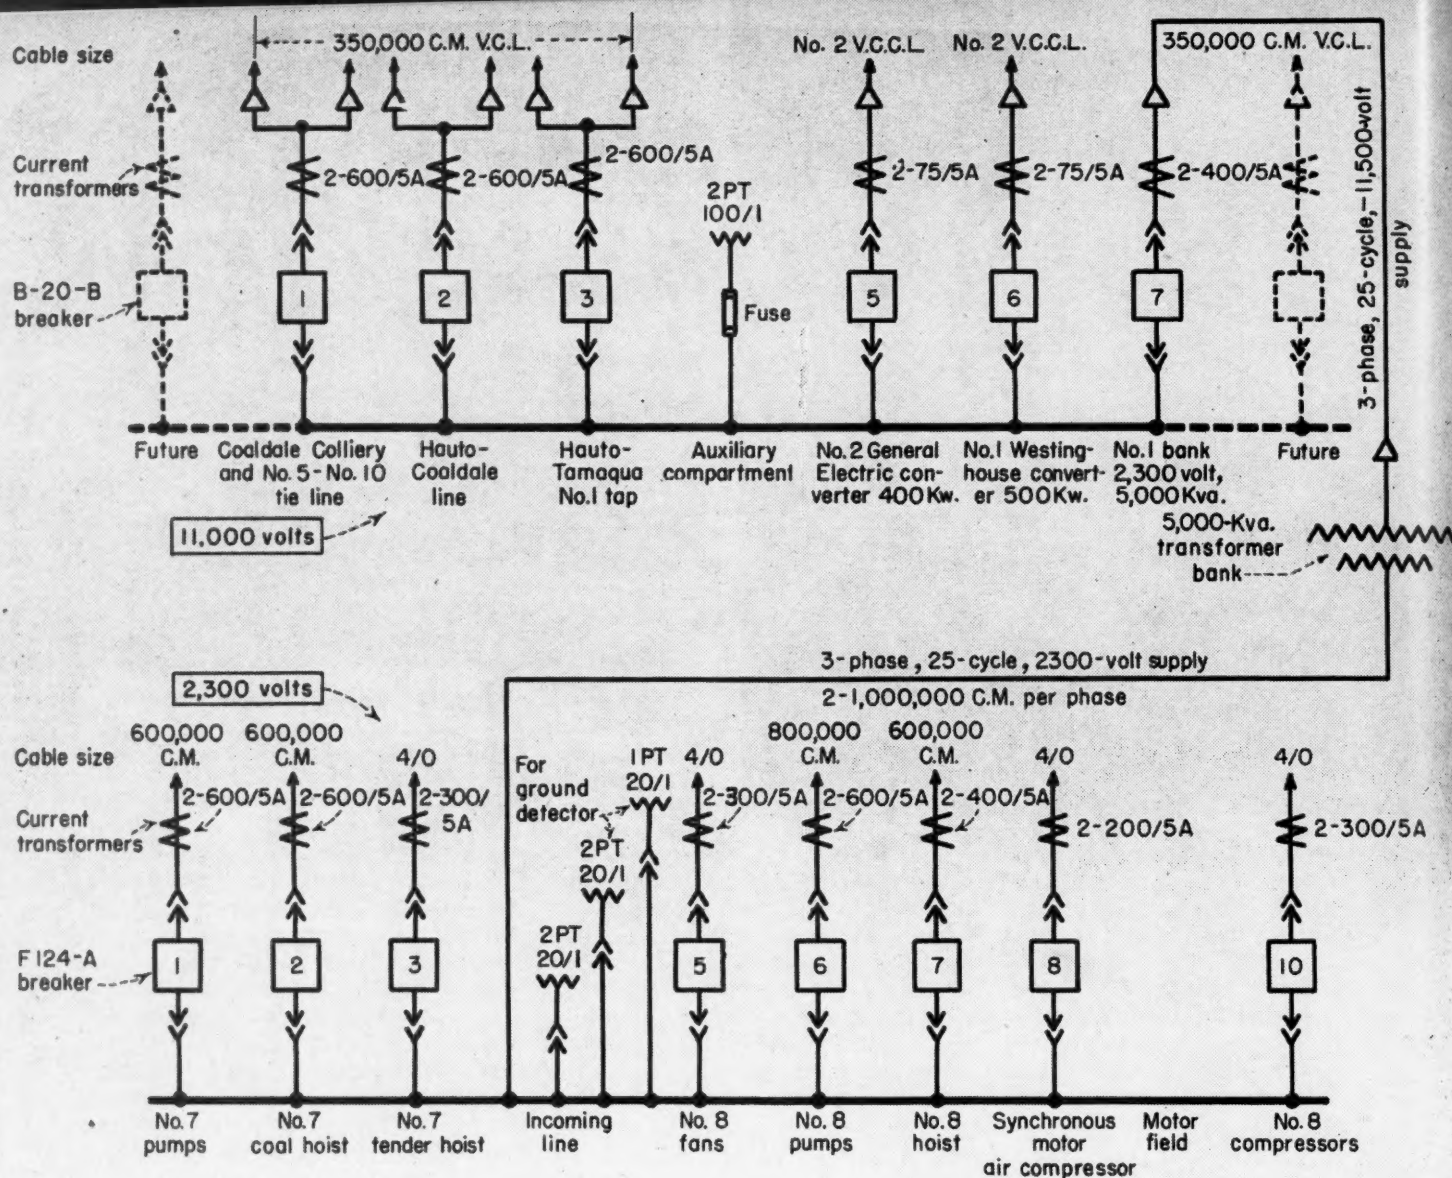 Cable size
350,000 C.M. V.C.L.
No. 2 V.C.C.L.
No. 2 V.C.C.L.
350,000 C.M. V.C.L.
Current
transformers
2-600/5A
2-600/5A
2-600/5A
2PT
100/1
2-75/5A
2-75/5A
2-400/5A
3-phase, 25-cycle,-11,500-volt
supply
B-20-B
breaker
1
2
3
Fuse
5
6
7
Future
Coaldale Colliery
and No. 5-No. 10
tie line
Hauto-
Coaldale
line
Hauto-
Tamaqua
No. 1 tap
Auxiliary
compartment
No. 2 General
Electric con-
verter 400 Kw.
No. 1 Westing-
house convert-
er 500 Kw.
No. 1 bank
2,300 volt,
5,000 Kva.
Future
11,000 volts
5,000-Kva.
transformer
bank
3-phase, 25-cycle, 2300-volt supply
2-1,000,000 C.M. per phase
2,300 volts
Cable size
600,000
C.M.
600,000
C.M.
4/0
For
ground
detector
1PT
20/1
4/0
800,000
C.M.
600,000
C.M.
4/0
4/0
Current
transformers
2-600/5A
2-600/5A
2-300/
5A
2PT
20/1
2-300/5A
2-600/5A
2-400/5A
2-200/5A
2-300/5A
2PT
20/1
F124-A
breaker
1
2
3
5
6
7
8
10
No. 7
pumps
No. 7
coal hoist
No. 7
tender hoist
Incoming
line
No. 8
fans
No. 8
pumps
No. 8
hoist
Synchronous
motor
air compressor
Motor
field
No. 8
compressors